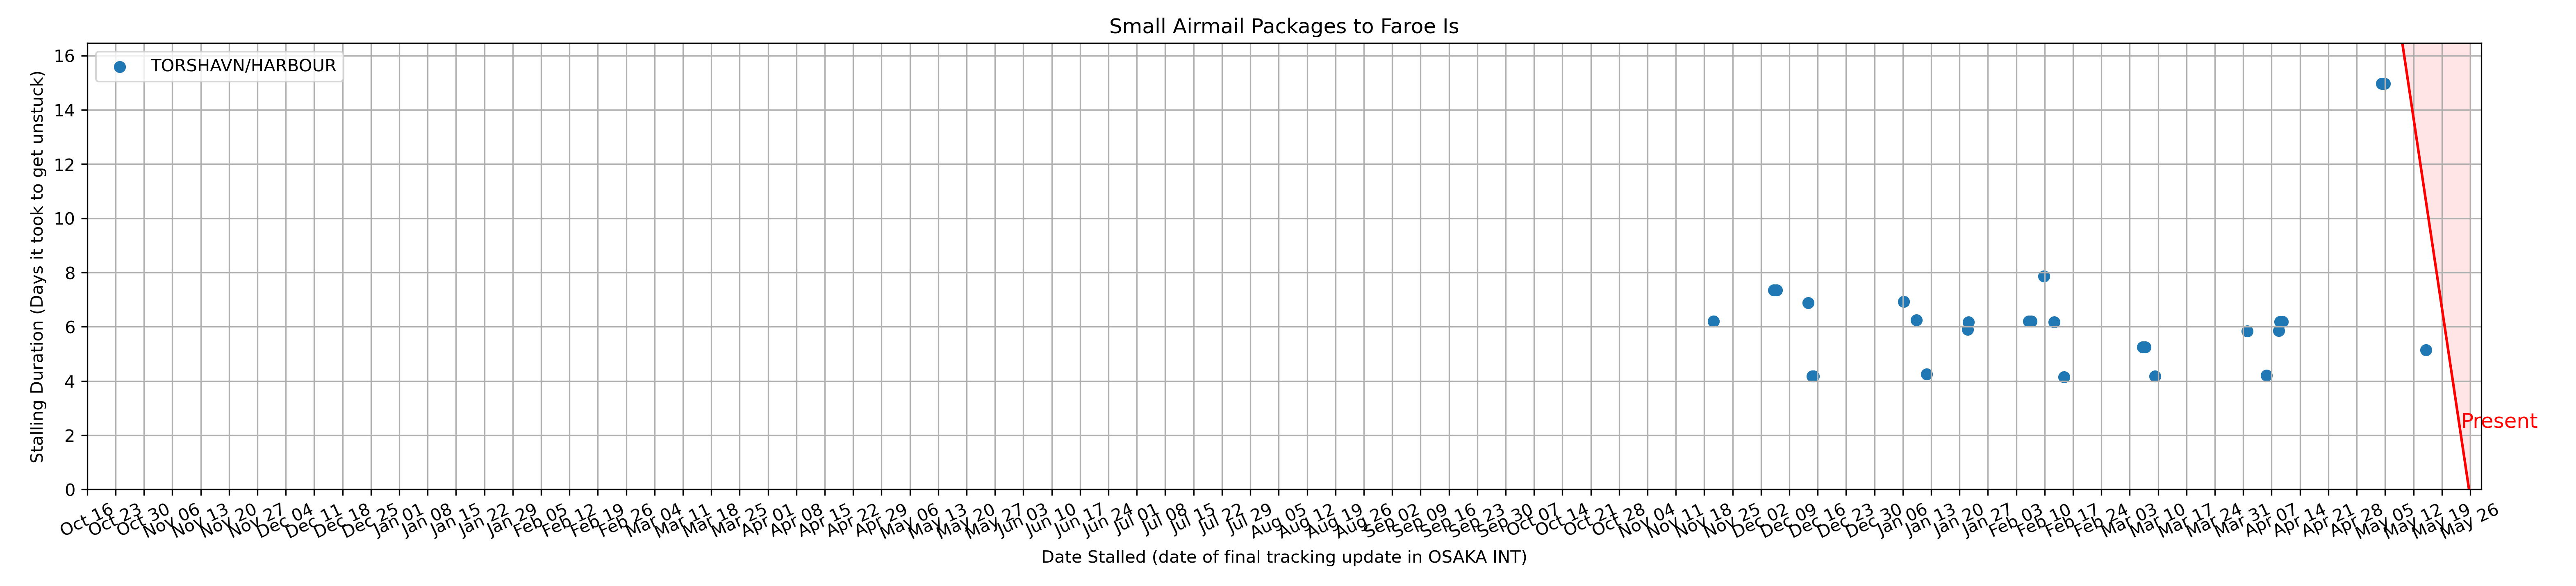 Small Airmail Packages to Faroe Is
Stalling Duration (Days it took to get unstuck)
16
14
12
10
8
6
4
2
0
TORSHAVN/HARBOUR
Present
Oct 16 Oct 23 Oct 30 Nov 06 Nov 13 Nov 20 Nov 27 Dec 04 Dec 11 Dec 18 Dec 25 Jan 01 Jan 08 Jan 15 Jan 22 Jan 29 Feb 05 Feb 12 Feb 19 Feb 26 Mar 04 Mar 11 Mar 18 Mar 25 Apr 01 Apr 08 Apr 15 Apr 22 Apr 29 May 06 May 13 May 20 May 27 Jun 03 Jun 10 Jun 17 Jun 24 Jul 01 Jul 08 Jul 15 Jul 22 Jul 29 Aug 05 Aug 12 Aug 19 Aug 26 Sep 02 Sep 09 Sep 16 Sep 23 Sep 30 Oct 07 Oct 14 Oct 21 Oct 28 Nov 04 Nov 11 Nov 18 Nov 25 Dec 02 Dec 09 Dec 16 Dec 23 Dec 30 Jan 06 Jan 13 Jan 20 Jan 27 Feb 03 Feb 10 Feb 17 Feb 24 Mar 03 Mar 10 Mar 17 Mar 24 Mar 31 Apr 07 Apr 14 Apr 21 Apr 28 May 05 May 12 May 19 May 26
Date Stalled (date of final tracking update in OSAKA INT)